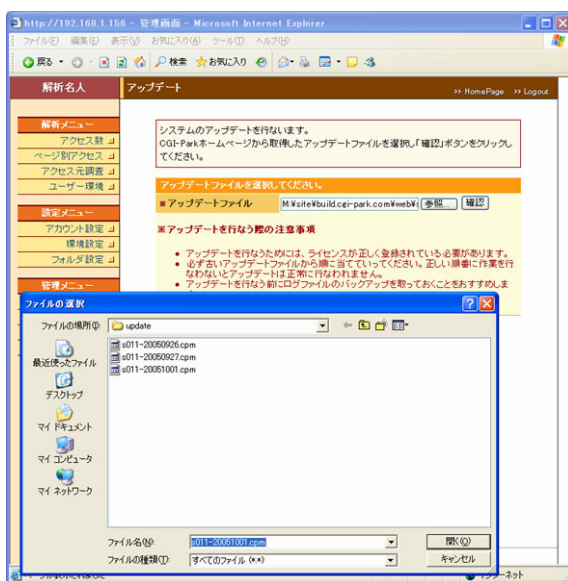 http://192.168.1.156 - 管理画面 - Microsoft Internet Explorer
ファイル(F) 編集(E) 表示(V) お気に入り(A) ツール(T) ヘルプ(H)
戻る 検索 お気に入り
解析名人 アップデート >> HomePage >> Logout
解析メニュー
アクセス数
ページ別アクセス
アクセス元調査
ユーザー環境
設定メニュー
アカウント設定
環境設定
フォルダ設定
管理メニュー
システムのアップデートを行ないます。
CGI-Parkホームページから取得したアップデートファイルを選択し「確認」ボタンをクリックし
てください。
アップデートファイルを選択してください。
■アップデートファイル M:¥site¥build.cgi-park.com¥web¥ 参照... 確認
※アップデートを行なう際の注意事項
• アップデートを行なうためには、ライセンスが正しく登録されている必要があります。
• 必ず古いアップデートファイルから順に当てていってください。正しい順番に作業を行
なわないとアップデートは正常に行なわれません。
• アップデートを行なう前にログファイルのバックアップを取っておくことをおすすめしま
ファイルの選択
ファイルの場所(I): update
s011-20050926.cpm
s011-20050927.cpm
s011-20051001.cpm
最近使ったファイル
デスクトップ
マイ ドキュメント
マイ コンピュータ
マイ ネットワーク
ファイル名(N): s011-20051001.cpm 開く(O)
ファイルの種類(T): すべてのファイル (*.*) キャンセル